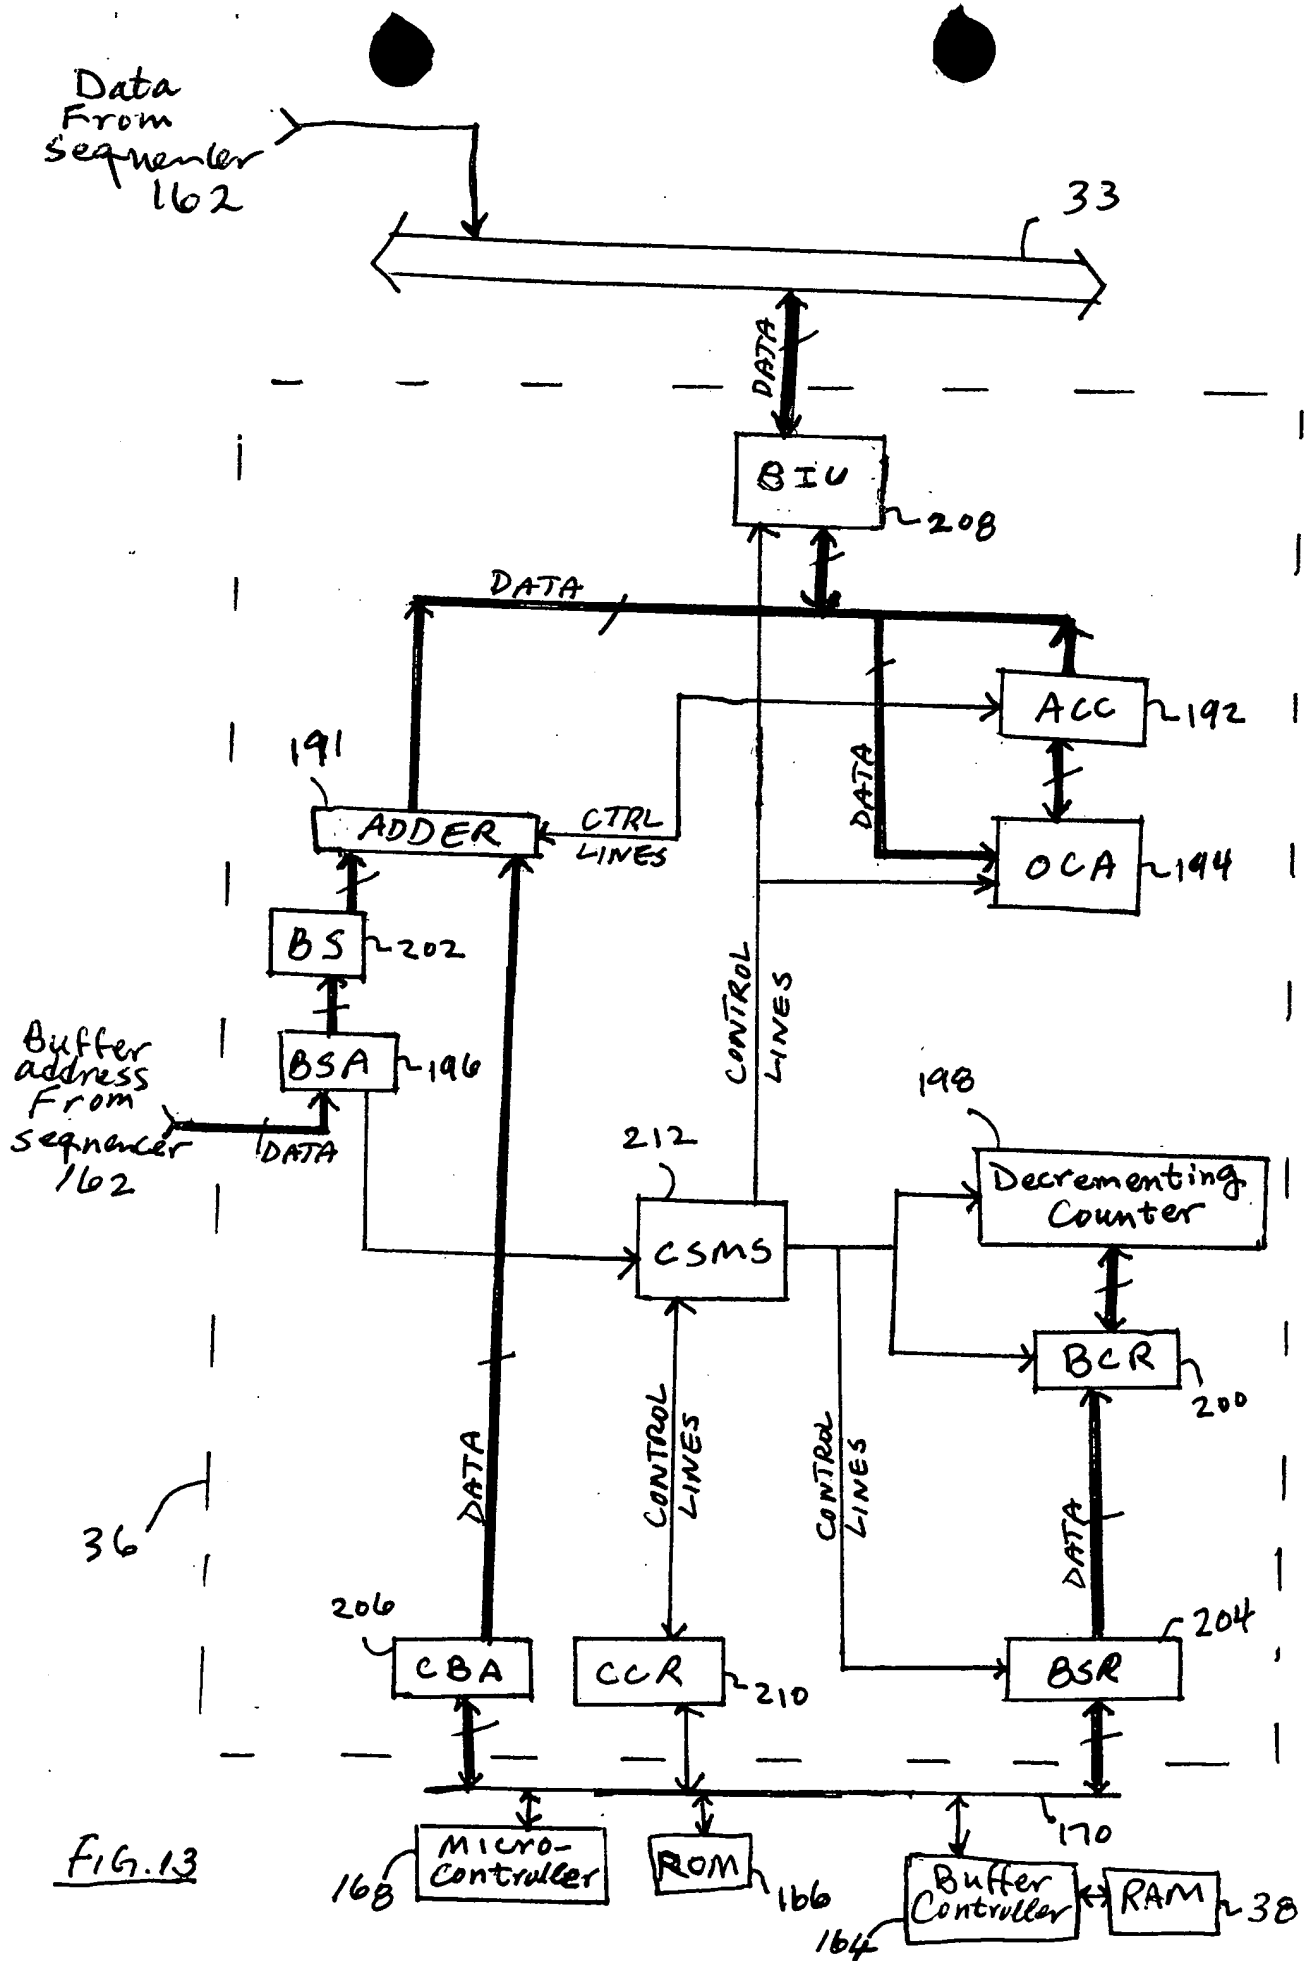 Data
From
sequencer
162
33
DATA
BIU
208
DATA
ACC
192
191
ADDER
CTRL
LINES
DATA
OCA
194
BS
202
CONTROL
LINES
Buffer
address
From
sequencer
162
BSA
196
DATA
198
212
Decrementing
Counter
CSMS
BCR
200
DATA
CONTROL
LINES
CONTROL
LINES
DATA
36
206
204
CBA
CCR
210
BSR
170
FIG. 13
Micro-
controller
168
ROM
166
Buffer
Controller
164
RAM
38